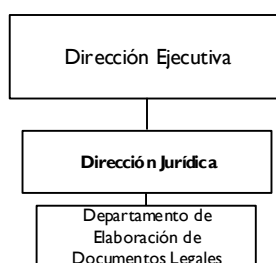 Dirección Ejecutiva
Dirección Jurídica
Departamento de
Elaboración de
Documentos Legales